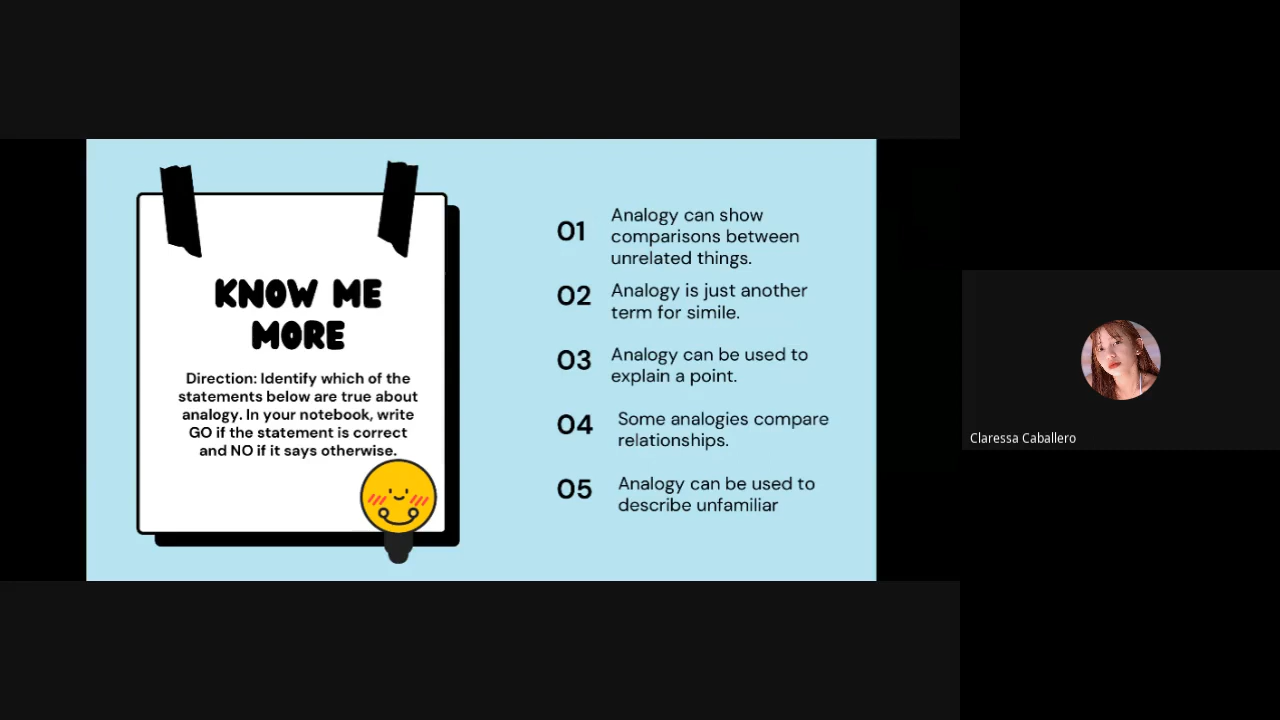 KNOW ME
MORE
Direction: Identify which of the
statements below are true about
analogy. In your notebook, write
GO if the statement is correct
and NO if it says otherwise.
01
Analogy can show
comparisons between
unrelated things.
02
Analogy is just another
term for simile.
03
Analogy can be used to
explain a point.
04
Some analogies compare
relationships.
05
Analogy can be used to
describe unfamiliar
Claressa Caballero